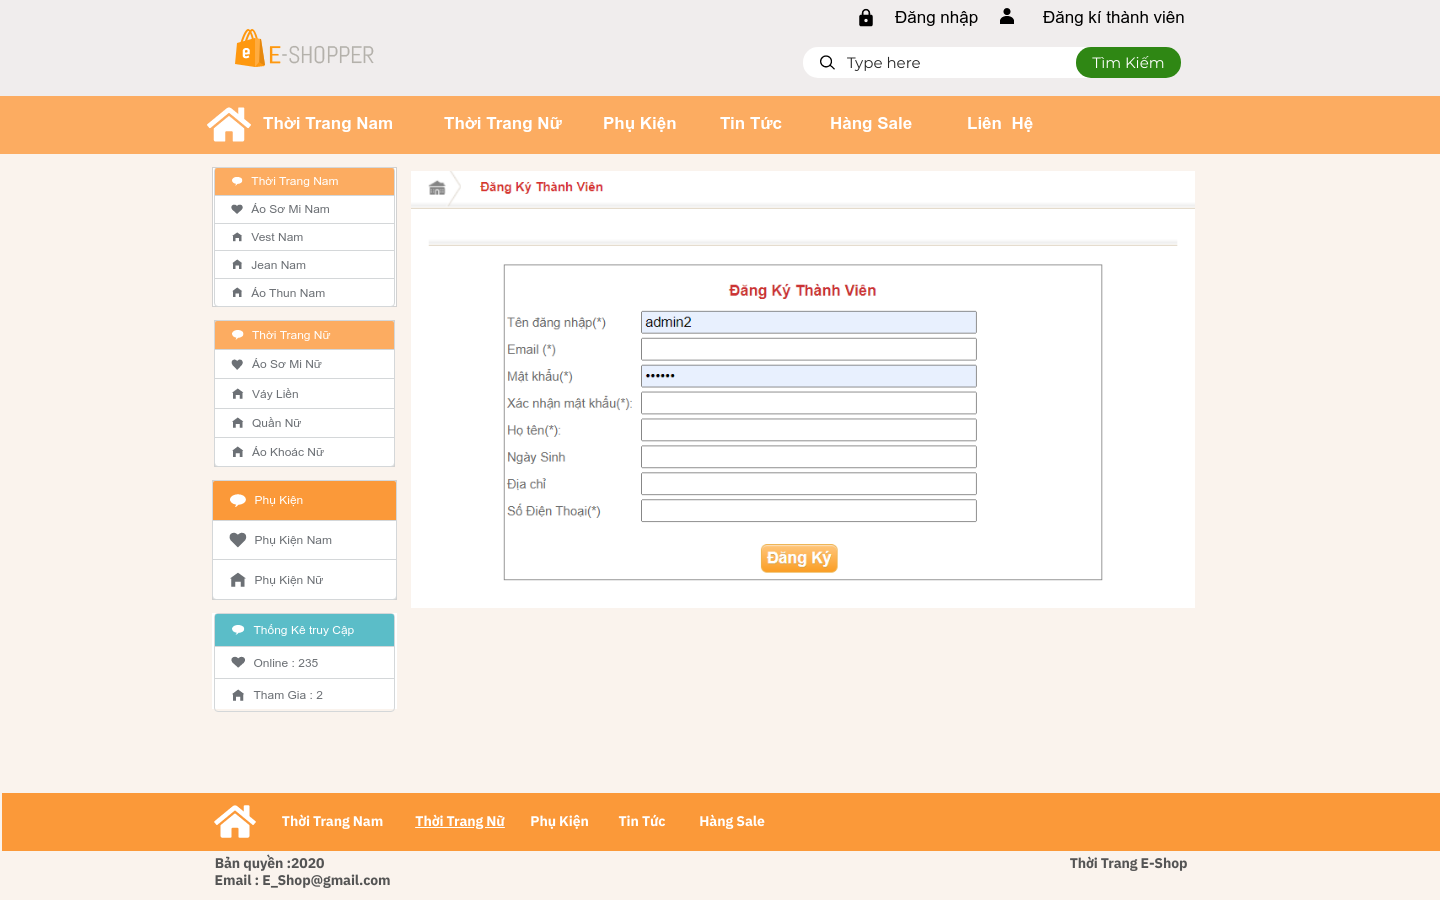 Đăng nhập Đăng kí thành viên
e E-SHOPPER
Type here Tìm Kiếm
Thời Trang Nam Thời Trang Nữ Phụ Kiện Tin Tức Hàng Sale Liên Hệ
Thời Trang Nam
Áo Sơ Mi Nam
Vest Nam
Jean Nam
Áo Thun Nam
Thời Trang Nữ
Áo Sơ Mi Nữ
Váy Liền
Quần Nữ
Áo Khoác Nữ
Phụ Kiện
Phụ Kiện Nam
Phụ Kiện Nữ
Thống Kê truy Cập
Online : 235
Tham Gia : 2
Đăng Ký Thành Viên
Đăng Ký Thành Viên
Tên đăng nhập(*) admin2
Email (*)
Mật khẩu(*) ••••••
Xác nhận mật khẩu(*):
Họ tên(*):
Ngày Sinh
Địa chỉ
Số Điện Thoại(*)
Đăng Ký
Thời Trang Nam Thời Trang Nữ Phụ Kiện Tin Tức Hàng Sale
Bản quyền :2020 Thời Trang E-Shop
Email : E_Shop@gmail.com